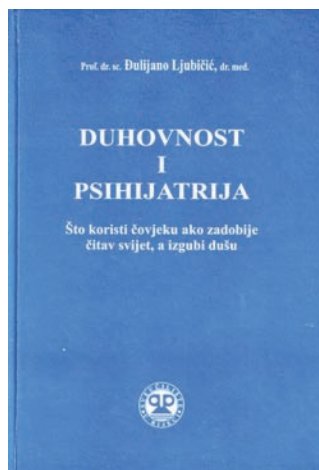 Prof. dr. sc. Đulijano Ljubičić, dr. med.
DUHOVNOST
I
PSIHIJATRIJA
Što koristi čovjeku ako zadobije
čitav svijet, a izgubi dušu